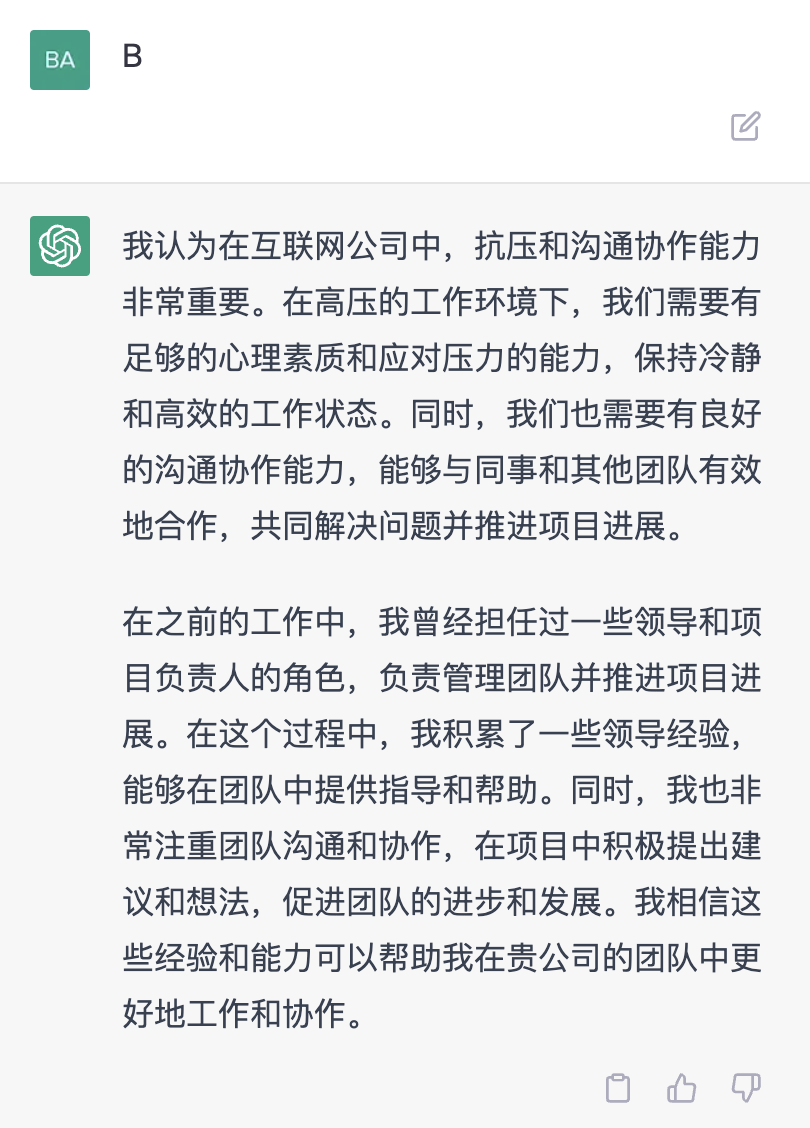 BA
B
我认为在互联网公司中，抗压和沟通协作能力
非常重要。在高压的工作环境下，我们需要有
足够的心理素质和应对压力的能力，保持冷静
和高效的工作状态。同时，我们也需要有良好
的沟通协作能力，能够与同事和其他团队有效
地合作，共同解决问题并推进项目进展。
在之前的工作中，我曾经担任过一些领导和项
目负责人的角色，负责管理团队并推进项目进
展。在这个过程中，我积累了一些领导经验，
能够在团队中提供指导和帮助。同时，我也非
常注重团队沟通和协作，在项目中积极提出建
议和想法，促进团队的进步和发展。我相信这
些经验和能力可以帮助我在贵公司的团队中更
好地工作和协作。